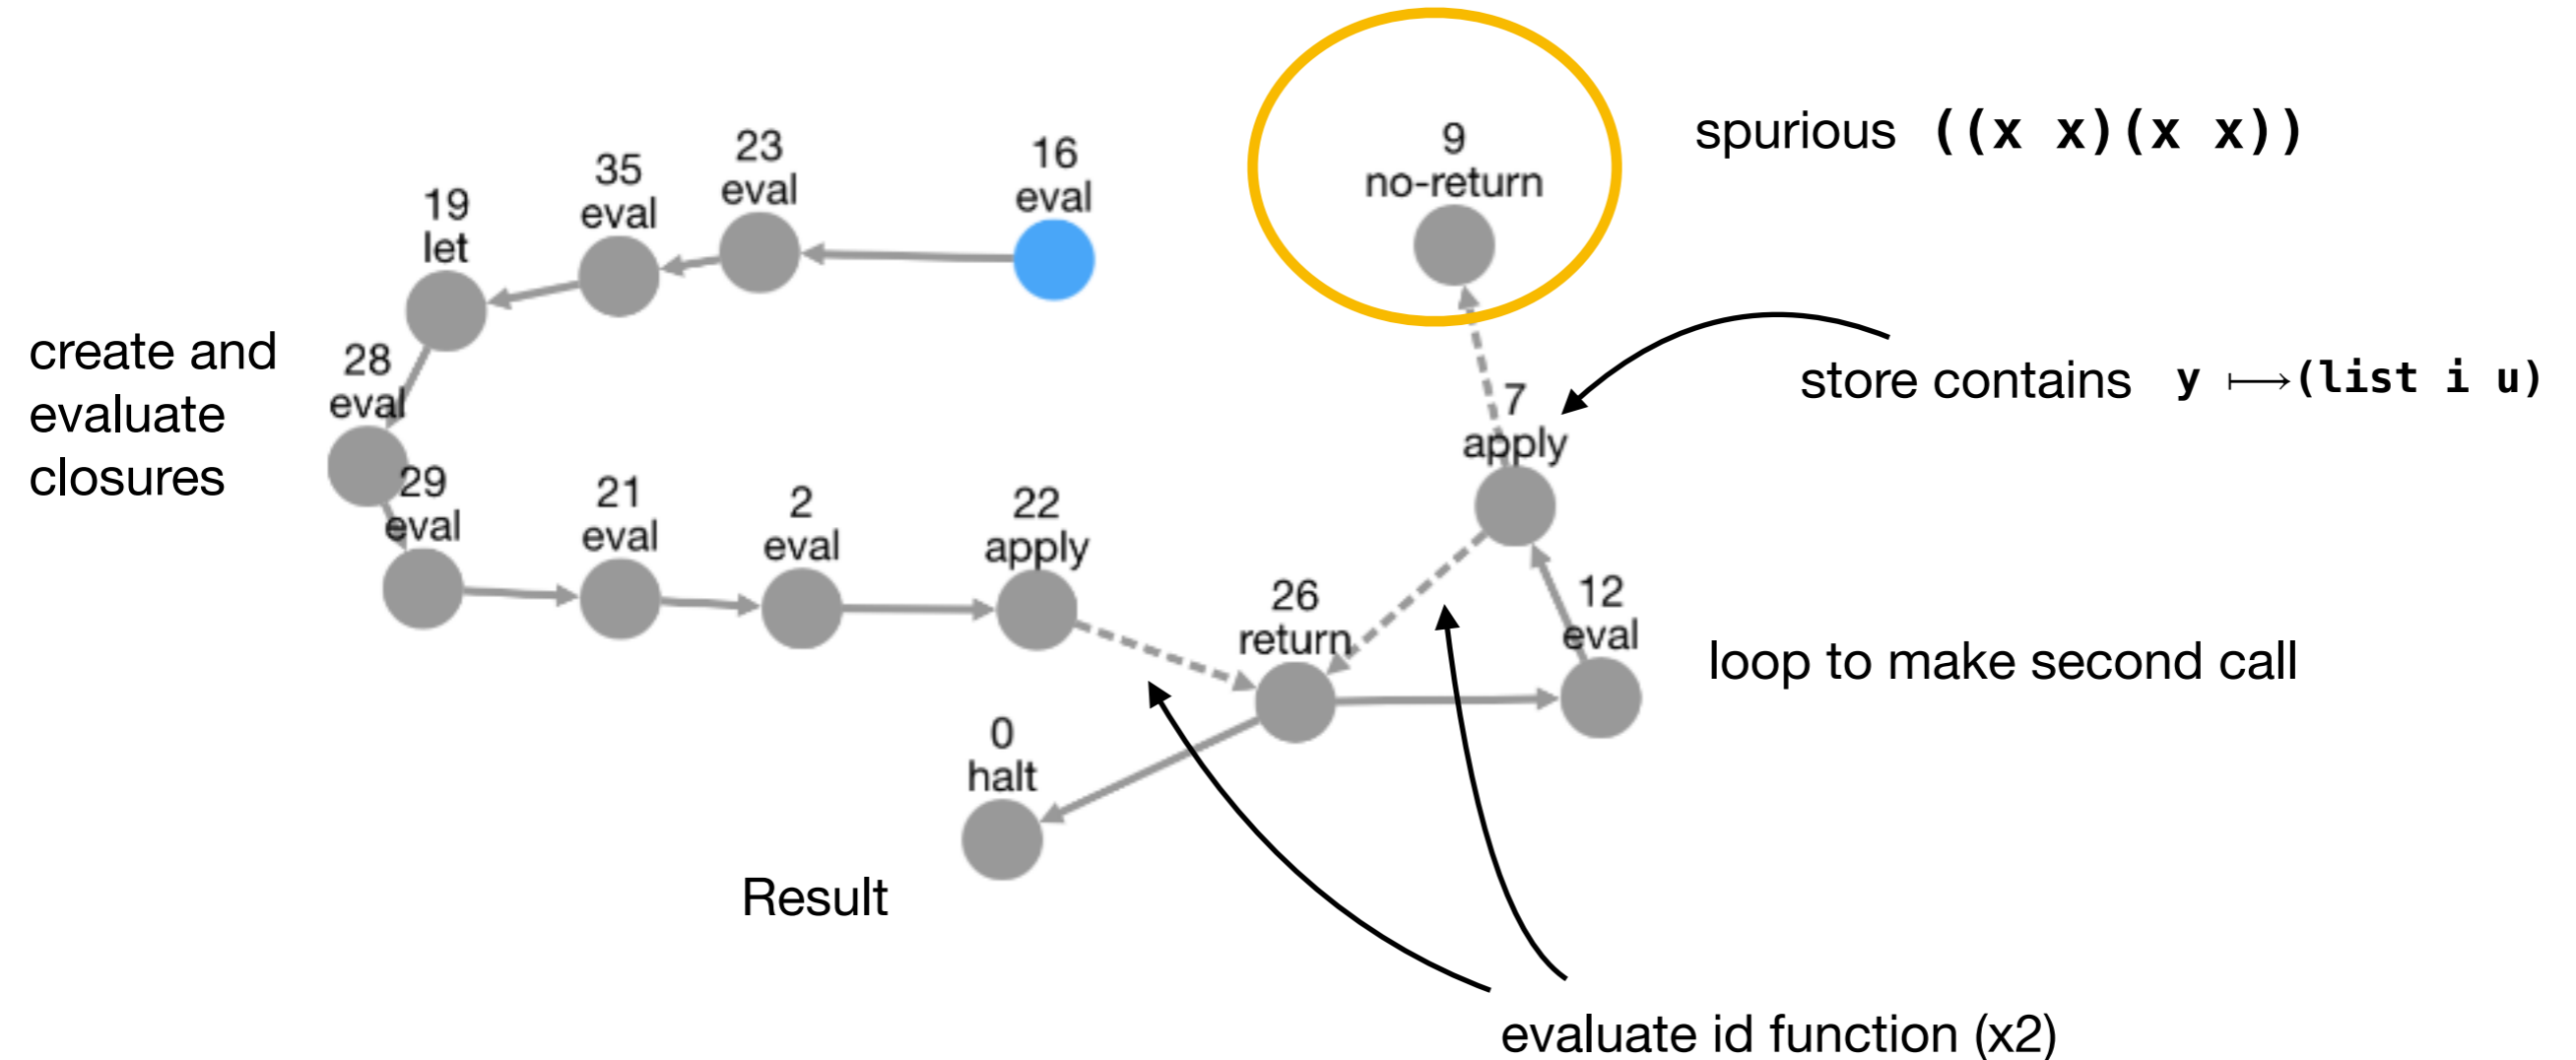 9
no-return
spurious ((x x)(x x))
16
eval
23
eval
35
eval
19
let
create and
evaluate
closures
28
eval
29
eval
21
eval
2
eval
22
apply
store contains y ⟼(list i u)
7
apply
26
return
12
eval
loop to make second call
0
halt
Result
evaluate id function (x2)